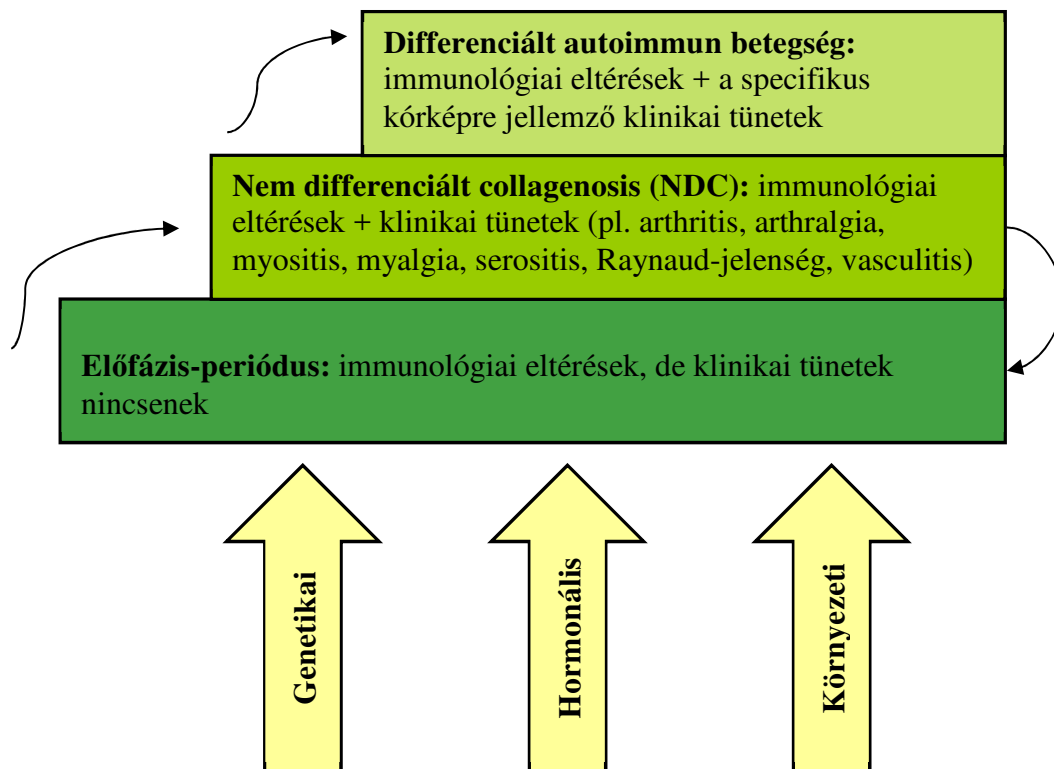 Differenciált autoimmun betegség:
immunológiai eltérések + a specifikus
kórképre jellemző klinikai tünetek
Nem differenciált collagenosis (NDC): immunológiai
eltérések + klinikai tünetek (pl. arthritis, arthralgia,
myositis, myalgia, serositis, Raynaud-jelenség, vasculitis)
Előfázis-periódus: immunológiai eltérések, de klinikai tünetek
nincsenek
Genetikai
Hormonális
Környezeti